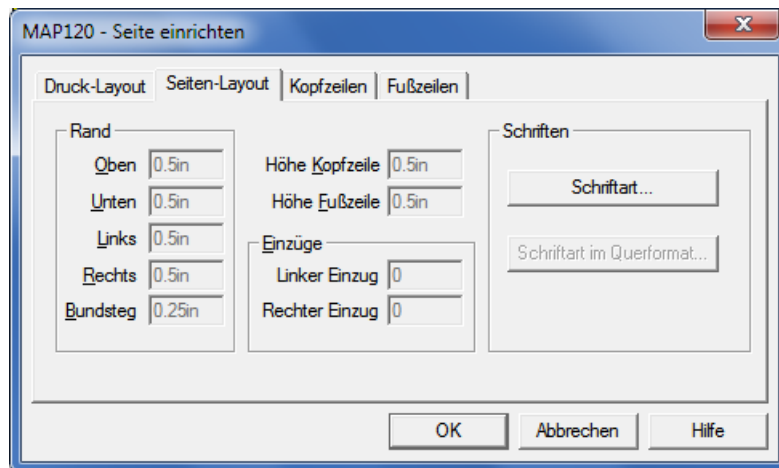 MAP120 - Seite einrichten
Druck-Layout Seiten-Layout Kopfzeilen Fußzeilen
Rand
Oben 0.5in
Unten 0.5in
Links 0.5in
Rechts 0.5in
Bundsteg 0.25in
Höhe Kopfzeile 0.5in
Höhe Fußzeile 0.5in
Einzüge
Linker Einzug 0
Rechter Einzug 0
Schriften
Schriftart...
Schriftart im Querformat...
OK Abbrechen Hilfe